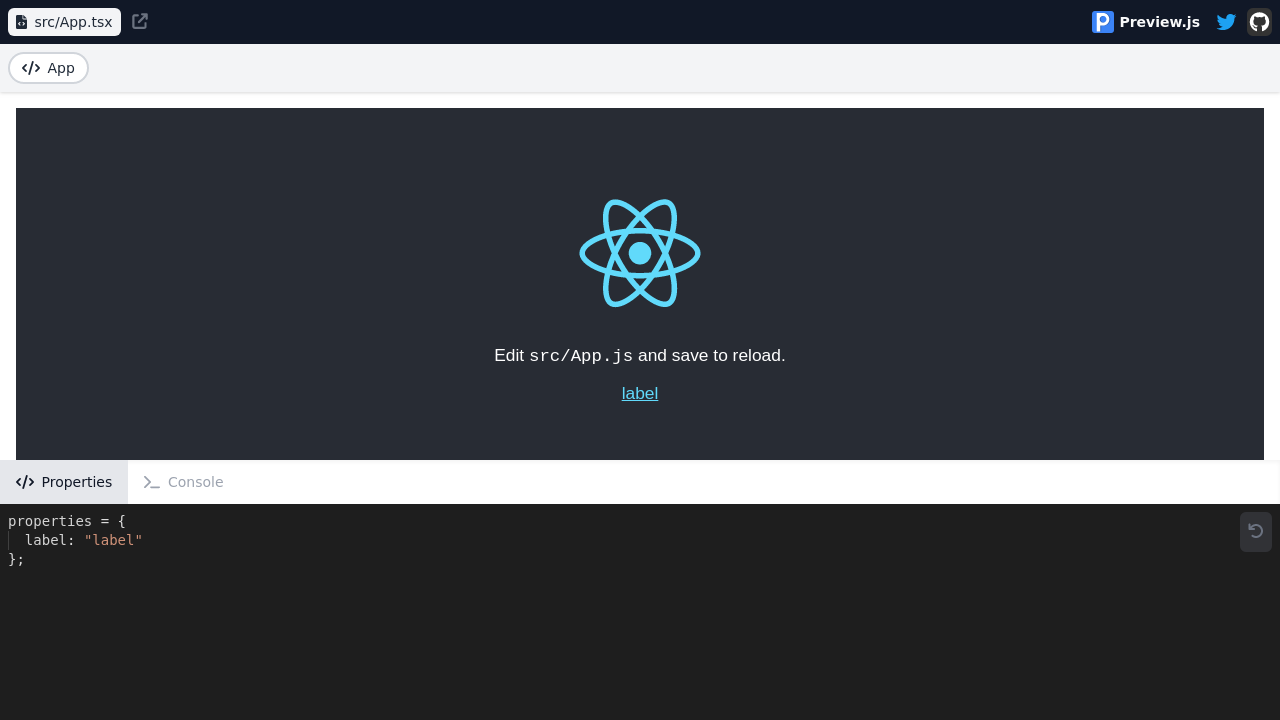 src/App.tsx
Preview.js
App
Edit src/App.js and save to reload.
label
Properties
Console
properties = {
  label: "label"
};